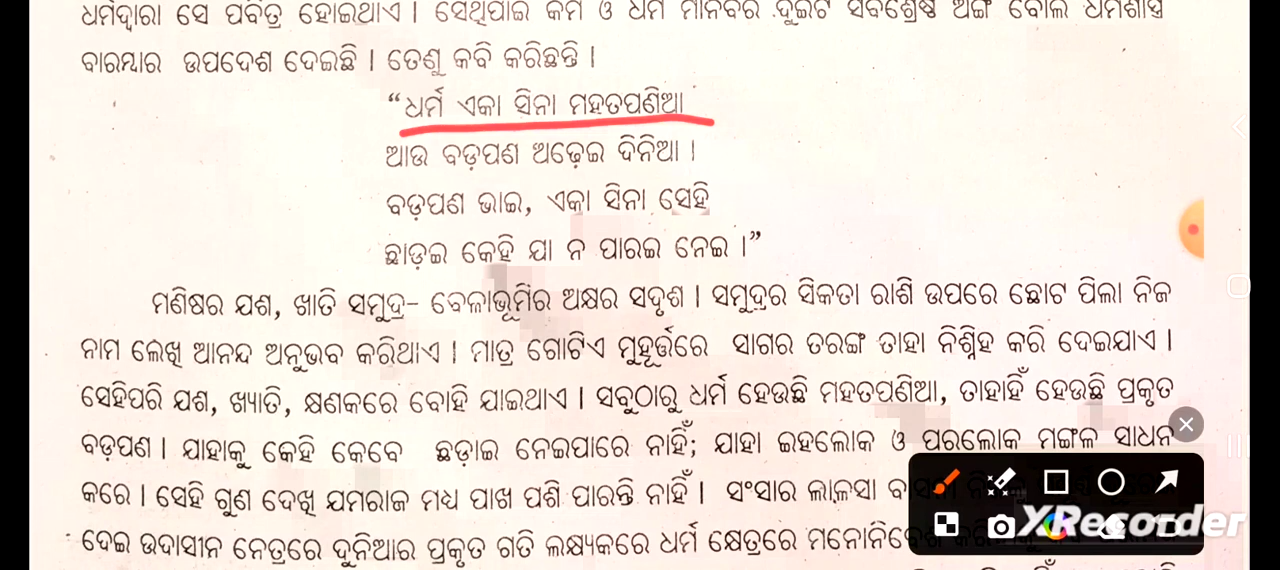 ଧର୍ମଦ୍ୱାରା ସେ ପବିତ୍ର ହୋଇଥାଏ । ସେଥିପାଇଁ କର୍ମ ଓ ଧର୍ମ ମାନବର ଦୁଇଟି ସର୍ବଶ୍ରେଷ୍ଠ ଅଙ୍ଗ ବୋଲି ଧର୍ମଶାସ୍ତ୍ର
ବାରମ୍ବାର ଉପଦେଶ ଦେଇଛି । ତେଣୁ କବି କରିଛନ୍ତି ।
“ଧର୍ମ ଏକା ସିନା ମହତପଣିଆ
ଆଉ ବଡ଼ପଣ ଅଢ଼େଇ ଦିନିଆ ।
ବଡ଼ପଣ ଭାଇ, ଏକା ସିନା ସେହି
ଛାଡ଼ଇ କେହି ଯା ନ ପାରଇ ନେଇ ।”
ମଣିଷର ଯଶ, ଖାତି ସମୁଦ୍ର- ବେଳାଭୂମିର ଅକ୍ଷର ସଦୃଶ । ସମୁଦ୍ରର ସିକତା ରାଶି ଉପରେ ଛୋଟ ପିଲା ନିଜ
ନାମ ଲେଖି ଆନନ୍ଦ ଅନୁଭବ କରିଥାଏ । ମାତ୍ର ଗୋଟିଏ ମୁହୂର୍ତ୍ତରେ ସାଗର ତରଙ୍ଗ ତାହା ନିଶ୍ଚିହ୍ନ କରି ଦେଇଯାଏ ।
ସେହିପରି ଯଶ, ଖ୍ୟାତି, କ୍ଷଣକରେ ବୋହି ଯାଇଥାଏ । ସବୁଠାରୁ ଧର୍ମ ହେଉଛି ମହତପଣିଆ, ତାହାହିଁ ହେଉଛି ପ୍ରକୃତ
ବଡ଼ପଣ । ଯାହାକୁ କେହି କେବେ ଛଡ଼ାଇ ନେଇପାରେ ନାହିଁ; ଯାହା ଇହଲୋକ ଓ ପରଲୋକ ମଙ୍ଗଳ ସାଧନ
କରେ । ସେହି ଗୁଣ ଦେଖି ଯମରାଜ ମଧ୍ୟ ପାଖ ପଶି ପାରନ୍ତି ନାହିଁ । ସଂସାର ଲାଳସା
ଦେଇ ଉଦାସୀନ ନେତ୍ରରେ ଦୁନିଆର ପ୍ରକୃତ ଗତି ଲକ୍ଷ୍ୟକରେ ଧର୍ମ କ୍ଷେତ୍ରରେ
XRecorder